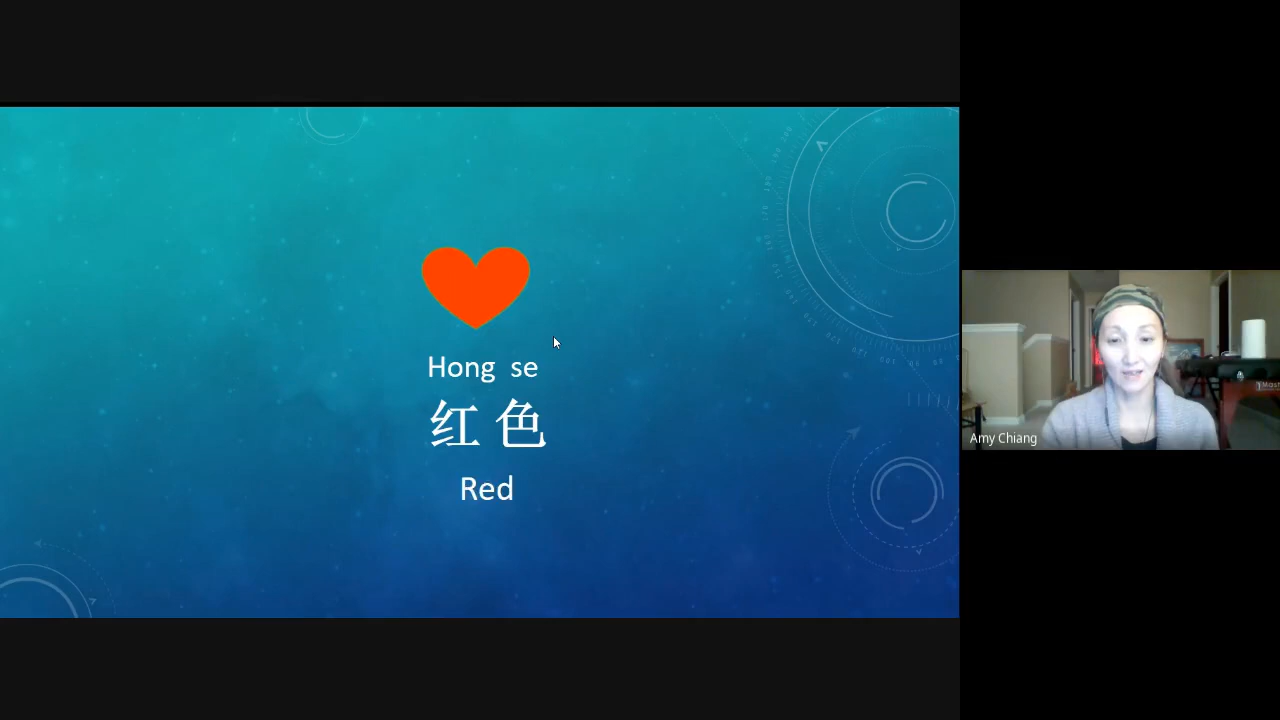 Hong se
红 色
Red
Amy Chiang